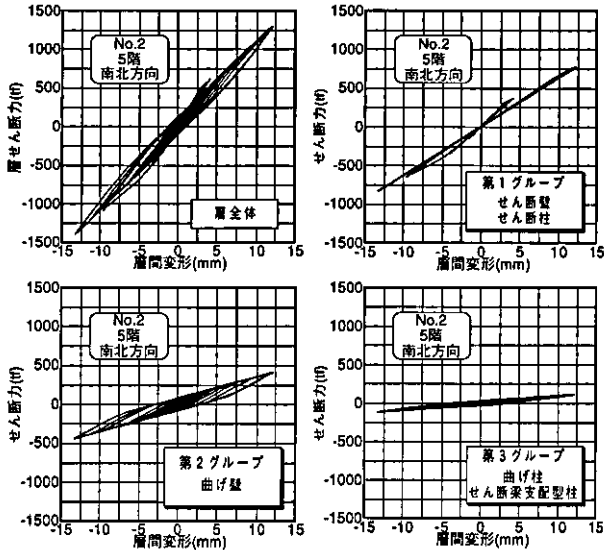 1500
1000
500
0
-500
-1000
-1500
層せん断力(tf)
No.2
5階
南北方向
層全体
-15 -10 -5 0 5 10 15
層間変形(mm)
1500
1000
500
0
-500
-1000
-1500
せん断力(tf)
No.2
5階
南北方向
第1グループ
せん断壁
せん断柱
-15 -10 -5 0 5 10 15
層間変形(mm)
1500
1000
500
0
-500
-1000
-1500
せん断力(tf)
No.2
5階
南北方向
第2グループ
曲げ壁
-15 -10 -5 0 5 10 15
層間変形(mm)
1500
1000
500
0
-500
-1000
-1500
せん断力(tf)
No.2
5階
南北方向
第3グループ
曲げ柱
せん断梁支配型柱
-15 -10 -5 0 5 10 15
層間変形(mm)